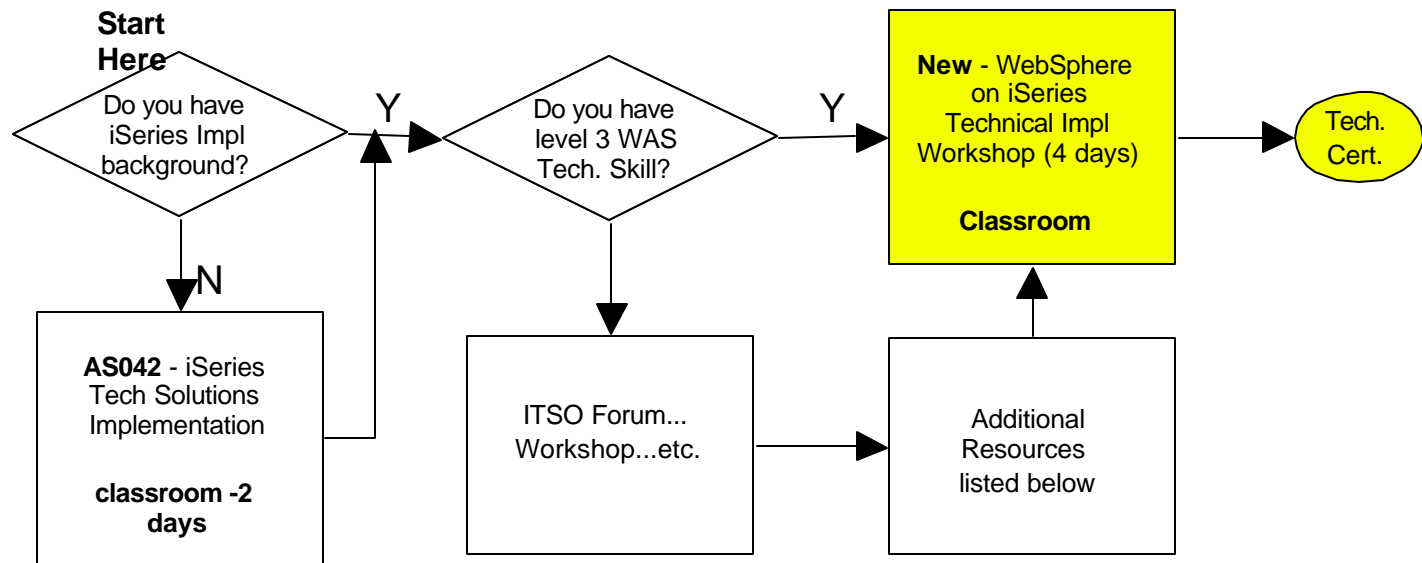 Start
Here
Do you have
iSeries Impl
background?
Y
Do you have
level 3 WAS
Tech. Skill?
Y
New - WebSphere
on iSeries
Technical Impl
Workshop (4 days)
Classroom
Tech.
Cert.
N
AS042 - iSeries
Tech Solutions
Implementation
classroom -2
days
ITSO Forum...
Workshop...etc.
Additional
Resources
listed below